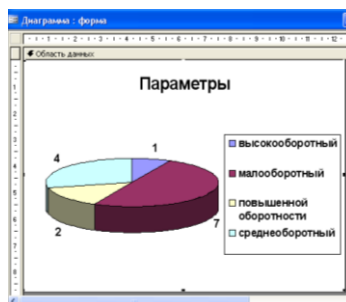 Диаграмма : форма
Область данных
Параметры
1
4
2
7
высокооборотный
малооборотный
повышенной
оборотности
среднеоборотный